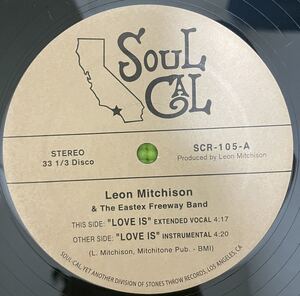 SOUL
CAL
STEREO
33 1/3 Disco
SCR-105-A
Produced by Leon Mitchison
Leon Mitchison
& The Eastex Freeway Band
THIS SIDE: "LOVE IS" EXTENDED VOCAL 4:17
OTHER SIDE: "LOVE IS" INSTRUMENTAL 4:20
(L. Mitchison, Mitchitone Pub. - BMI)
SOUL-CAL, YET ANOTHER DIVISION OF STONES THROW RECORDS, LOS ANGELES, CA